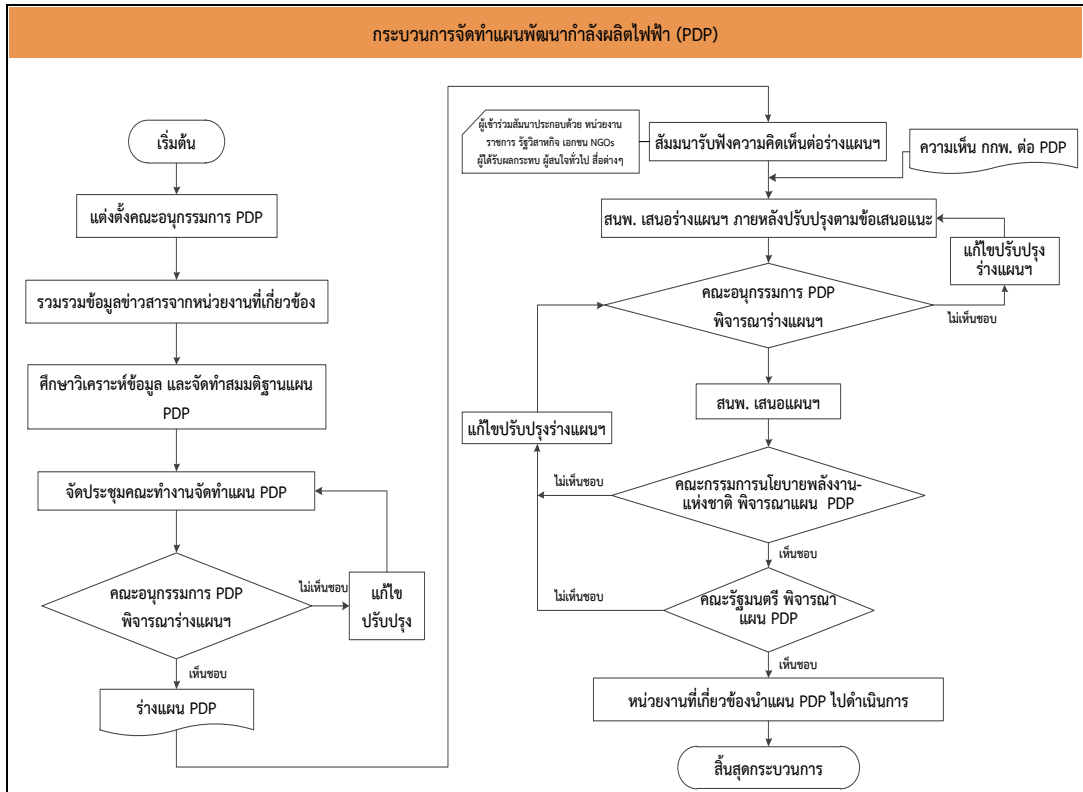 กระบวนการจัดทำแผนพัฒนากำลังผลิตไฟฟ้า (PDP)
เริ่มต้น
แต่งตั้งคณะอนุกรรมการ PDP
รวมรวมข้อมูลข่าวสารจากหน่วยงานที่เกี่ยวข้อง
ศึกษาวิเคราะห์ข้อมูล และจัดทำสมมติฐานแผน
PDP
จัดประชุมคณะทำงานจัดทำแผน PDP
คณะอนุกรรมการ PDP
พิจารณาร่างแผนฯ
ไม่เห็นชอบ
แก้ไข
ปรับปรุง
เห็นชอบ
ร่างแผน PDP
ผู้เข้าร่วมสัมนาประกอบด้วย หน่วยงาน
ราชการ รัฐวิสาหกิจ เอกชน NGOs
ผู้ได้รับผลกระทบ ผู้สนใจทั่วไป สื่อต่างๆ
สัมมนารับฟังความคิดเห็นต่อร่างแผนฯ
ความเห็น กกพ. ต่อ PDP
สนพ. เสนอร่างแผนฯ ภายหลังปรับปรุงตามข้อเสนอแนะ
แก้ไขปรับปรุง
ร่างแผนฯ
คณะอนุกรรมการ PDP
พิจารณาร่างแผนฯ
ไม่เห็นชอบ
สนพ. เสนอแผนฯ
แก้ไขปรับปรุงร่างแผนฯ
คณะกรรมการนโยบายพลังงาน-
แห่งชาติ พิจารณาแผน PDP
ไม่เห็นชอบ
เห็นชอบ
คณะรัฐมนตรี พิจารณา
แผน PDP
ไม่เห็นชอบ
เห็นชอบ
หน่วยงานที่เกี่ยวข้องนำแผน PDP ไปดำเนินการ
สิ้นสุดกระบวนการ